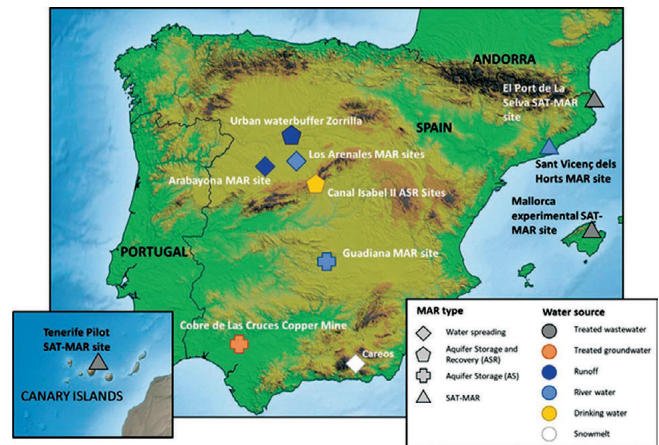 ANDORRA
El Port de La
Selva SAT-MAR
site
Urban waterbuffer Zorrilla
SPAIN
Los Arenales MAR sites
Arabayona MAR site
Sant Vicenç dels
Horts MAR site
Canal Isabel II ASR Sites
Mallorca
experimental SAT-
MAR site
PORTUGAL
Guadiana MAR site
Cobre de Las Cruces Copper Mine
Careos
Tenerife Pilot
SAT-MAR site
CANARY ISLANDS
MAR type
Water spreading
Aquifer Storage and
Recovery (ASR)
Aquifer Storage (AS)
SAT-MAR
Water source
Treated wastewater
Treated groundwater
Runoff
River water
Drinking water
Snowmelt